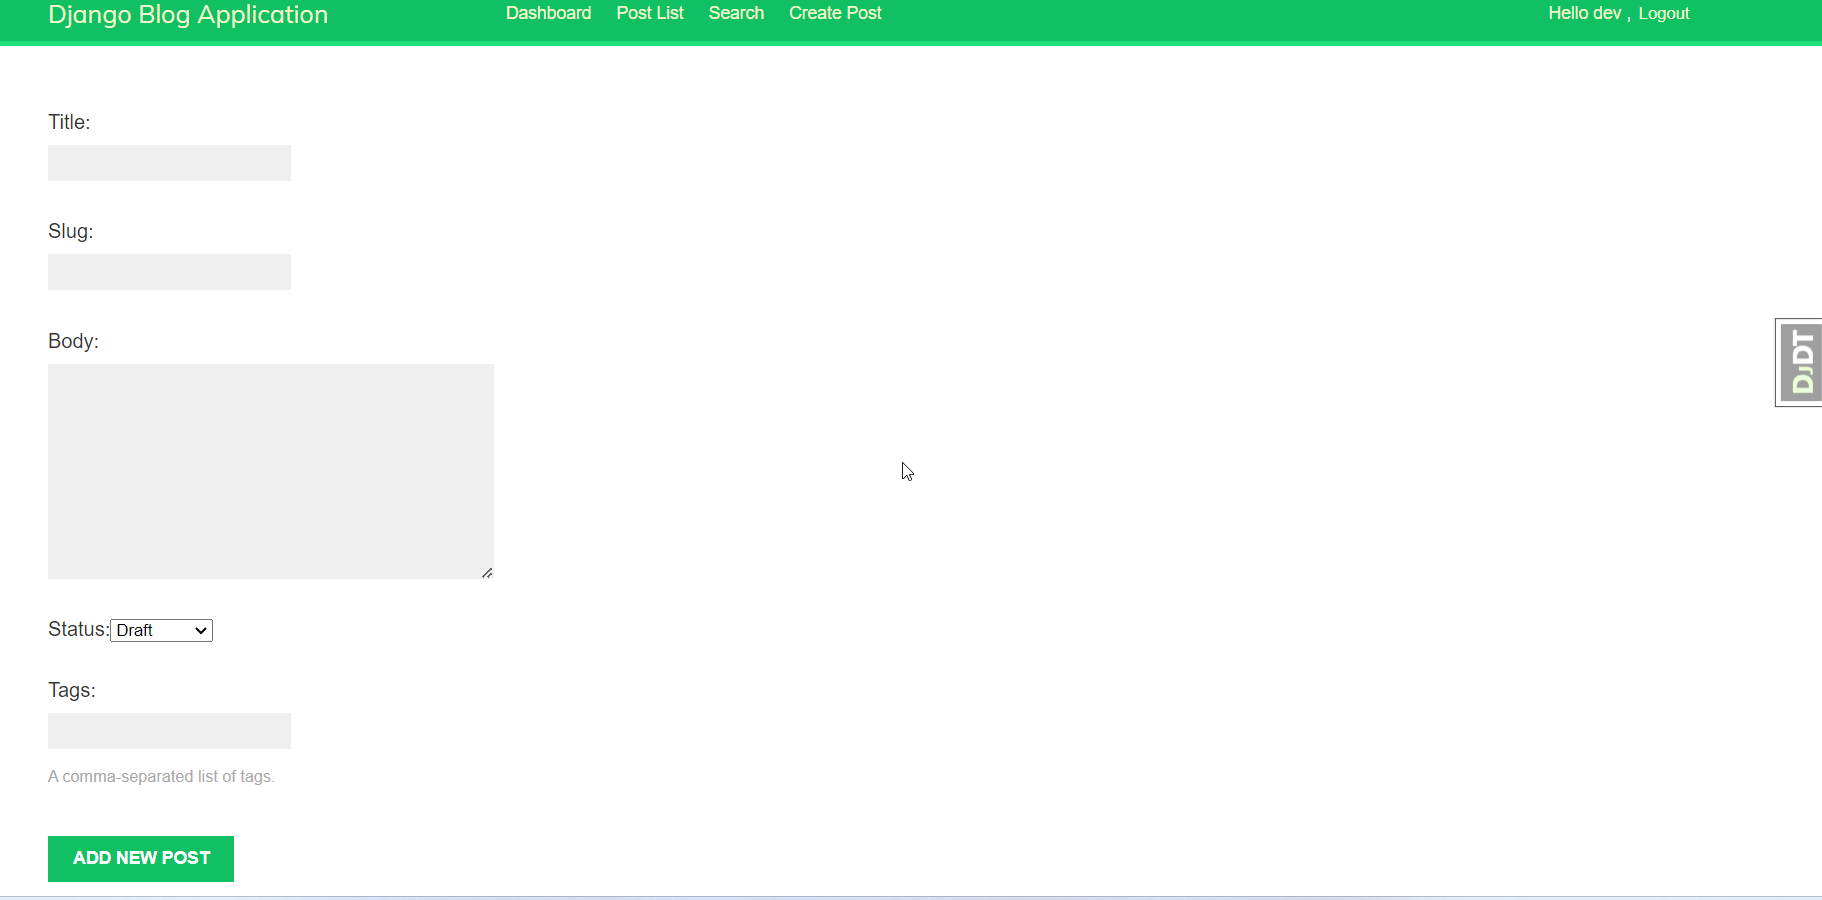 Django Blog Application Dashboard Post List Search Create Post Hello dev , Logout
Title:
Slug:
DJDT
Body:
Status: Draft
Tags:
A comma-separated list of tags.
ADD NEW POST